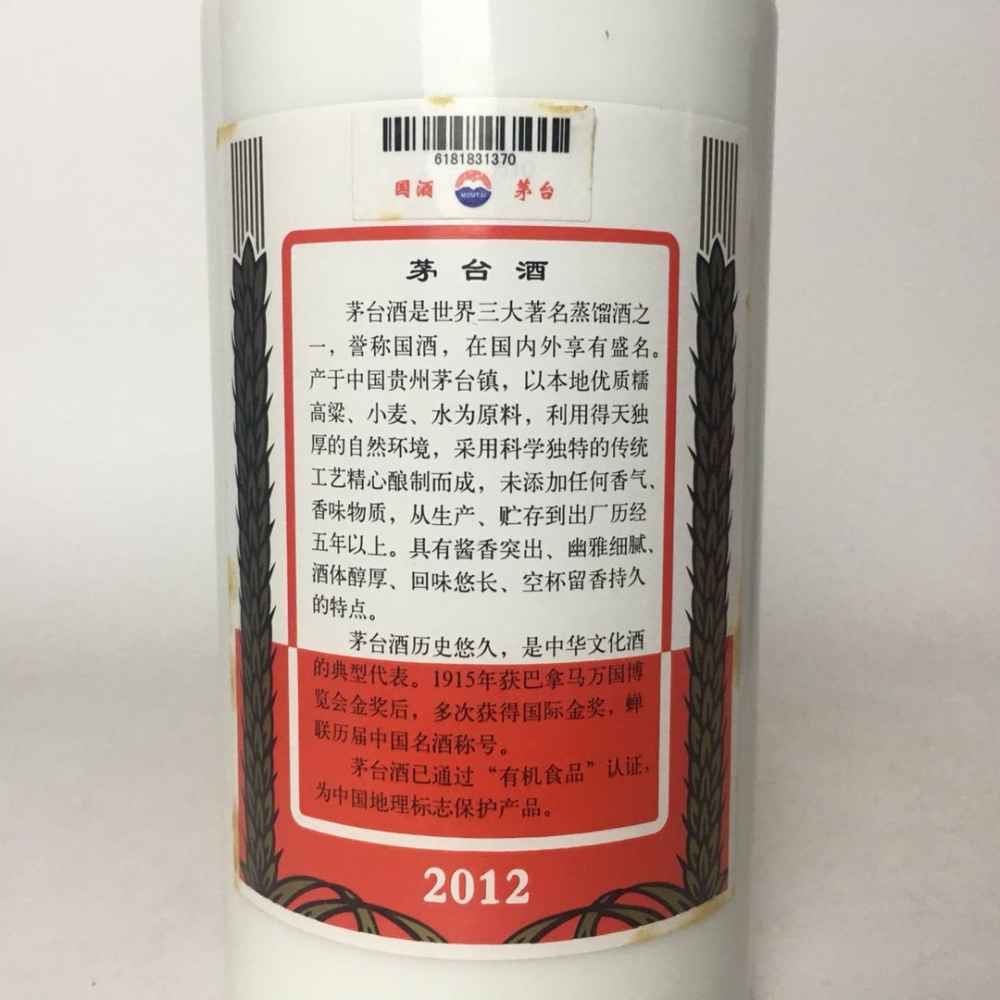 6181831370
国酒 MOUTAI 茅台
茅台酒
茅台酒是世界三大著名蒸馏酒之
一，誉称国酒，在国内外享有盛名。
产于中国贵州茅台镇，以本地优质糯
高粱、小麦、水为原料，利用得天独
厚的自然环境，采用科学独特的传统
工艺精心酿制而成，未添加任何香气、
香味物质，从生产、贮存到出厂历经
五年以上。具有酱香突出、幽雅细腻、
酒体醇厚、回味悠长、空杯留香持久
的特点。
茅台酒历史悠久，是中华文化酒
的典型代表。1915年获巴拿马万国博
览会金奖后，多次获得国际金奖，蝉
联历届中国名酒称号。
茅台酒已通过“有机食品”认证，
为中国地理标志保护产品。
2012